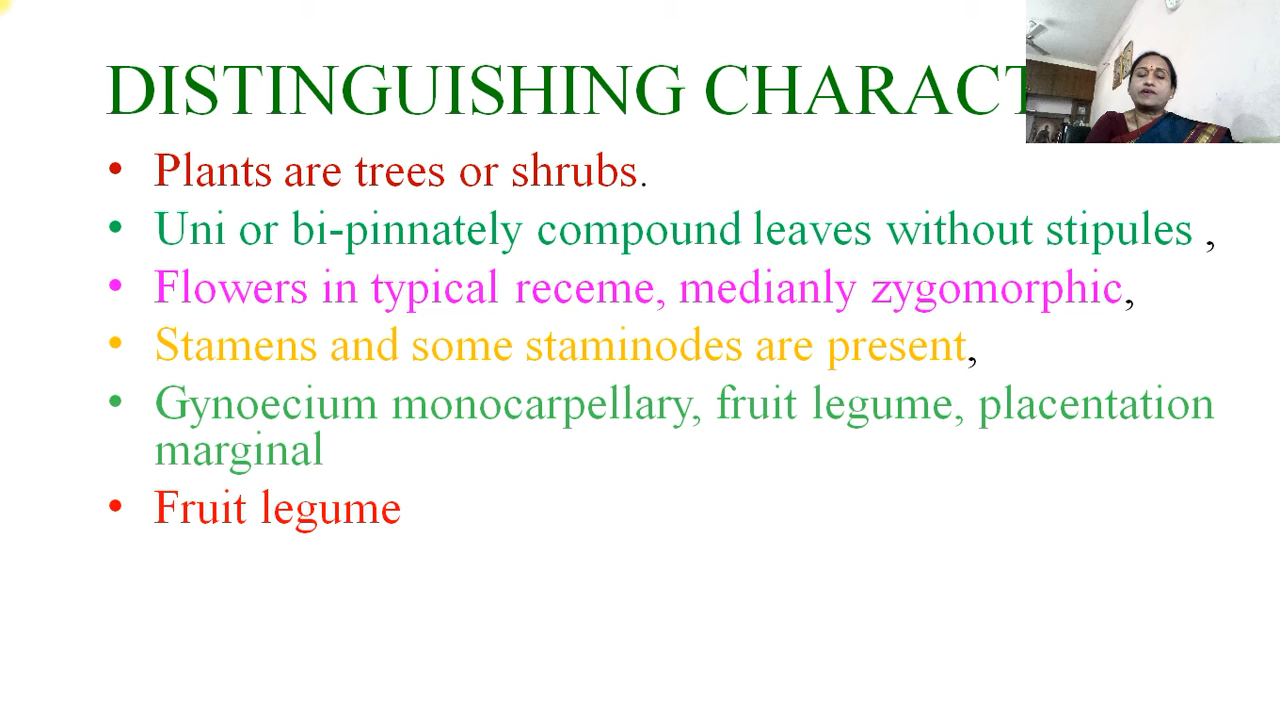 DISTINGUISHING CHARACT
• Plants are trees or shrubs.
• Uni or bi-pinnately compound leaves without stipules ,
• Flowers in typical receme, medianly zygomorphic,
• Stamens and some staminodes are present,
• Gynoecium monocarpellary, fruit legume, placentation
marginal
• Fruit legume